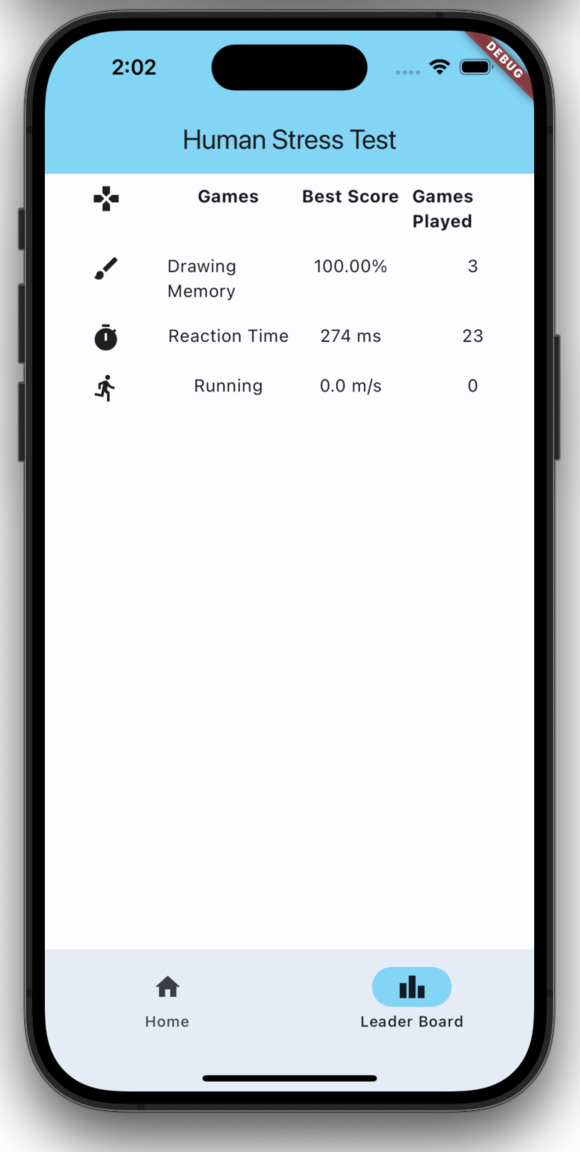 2:02
DEBUG
Human Stress Test
Games Best Score Games
Played
Drawing 100.00% 3
Memory
Reaction Time 274 ms 23
Running 0.0 m/s 0
Home Leader Board